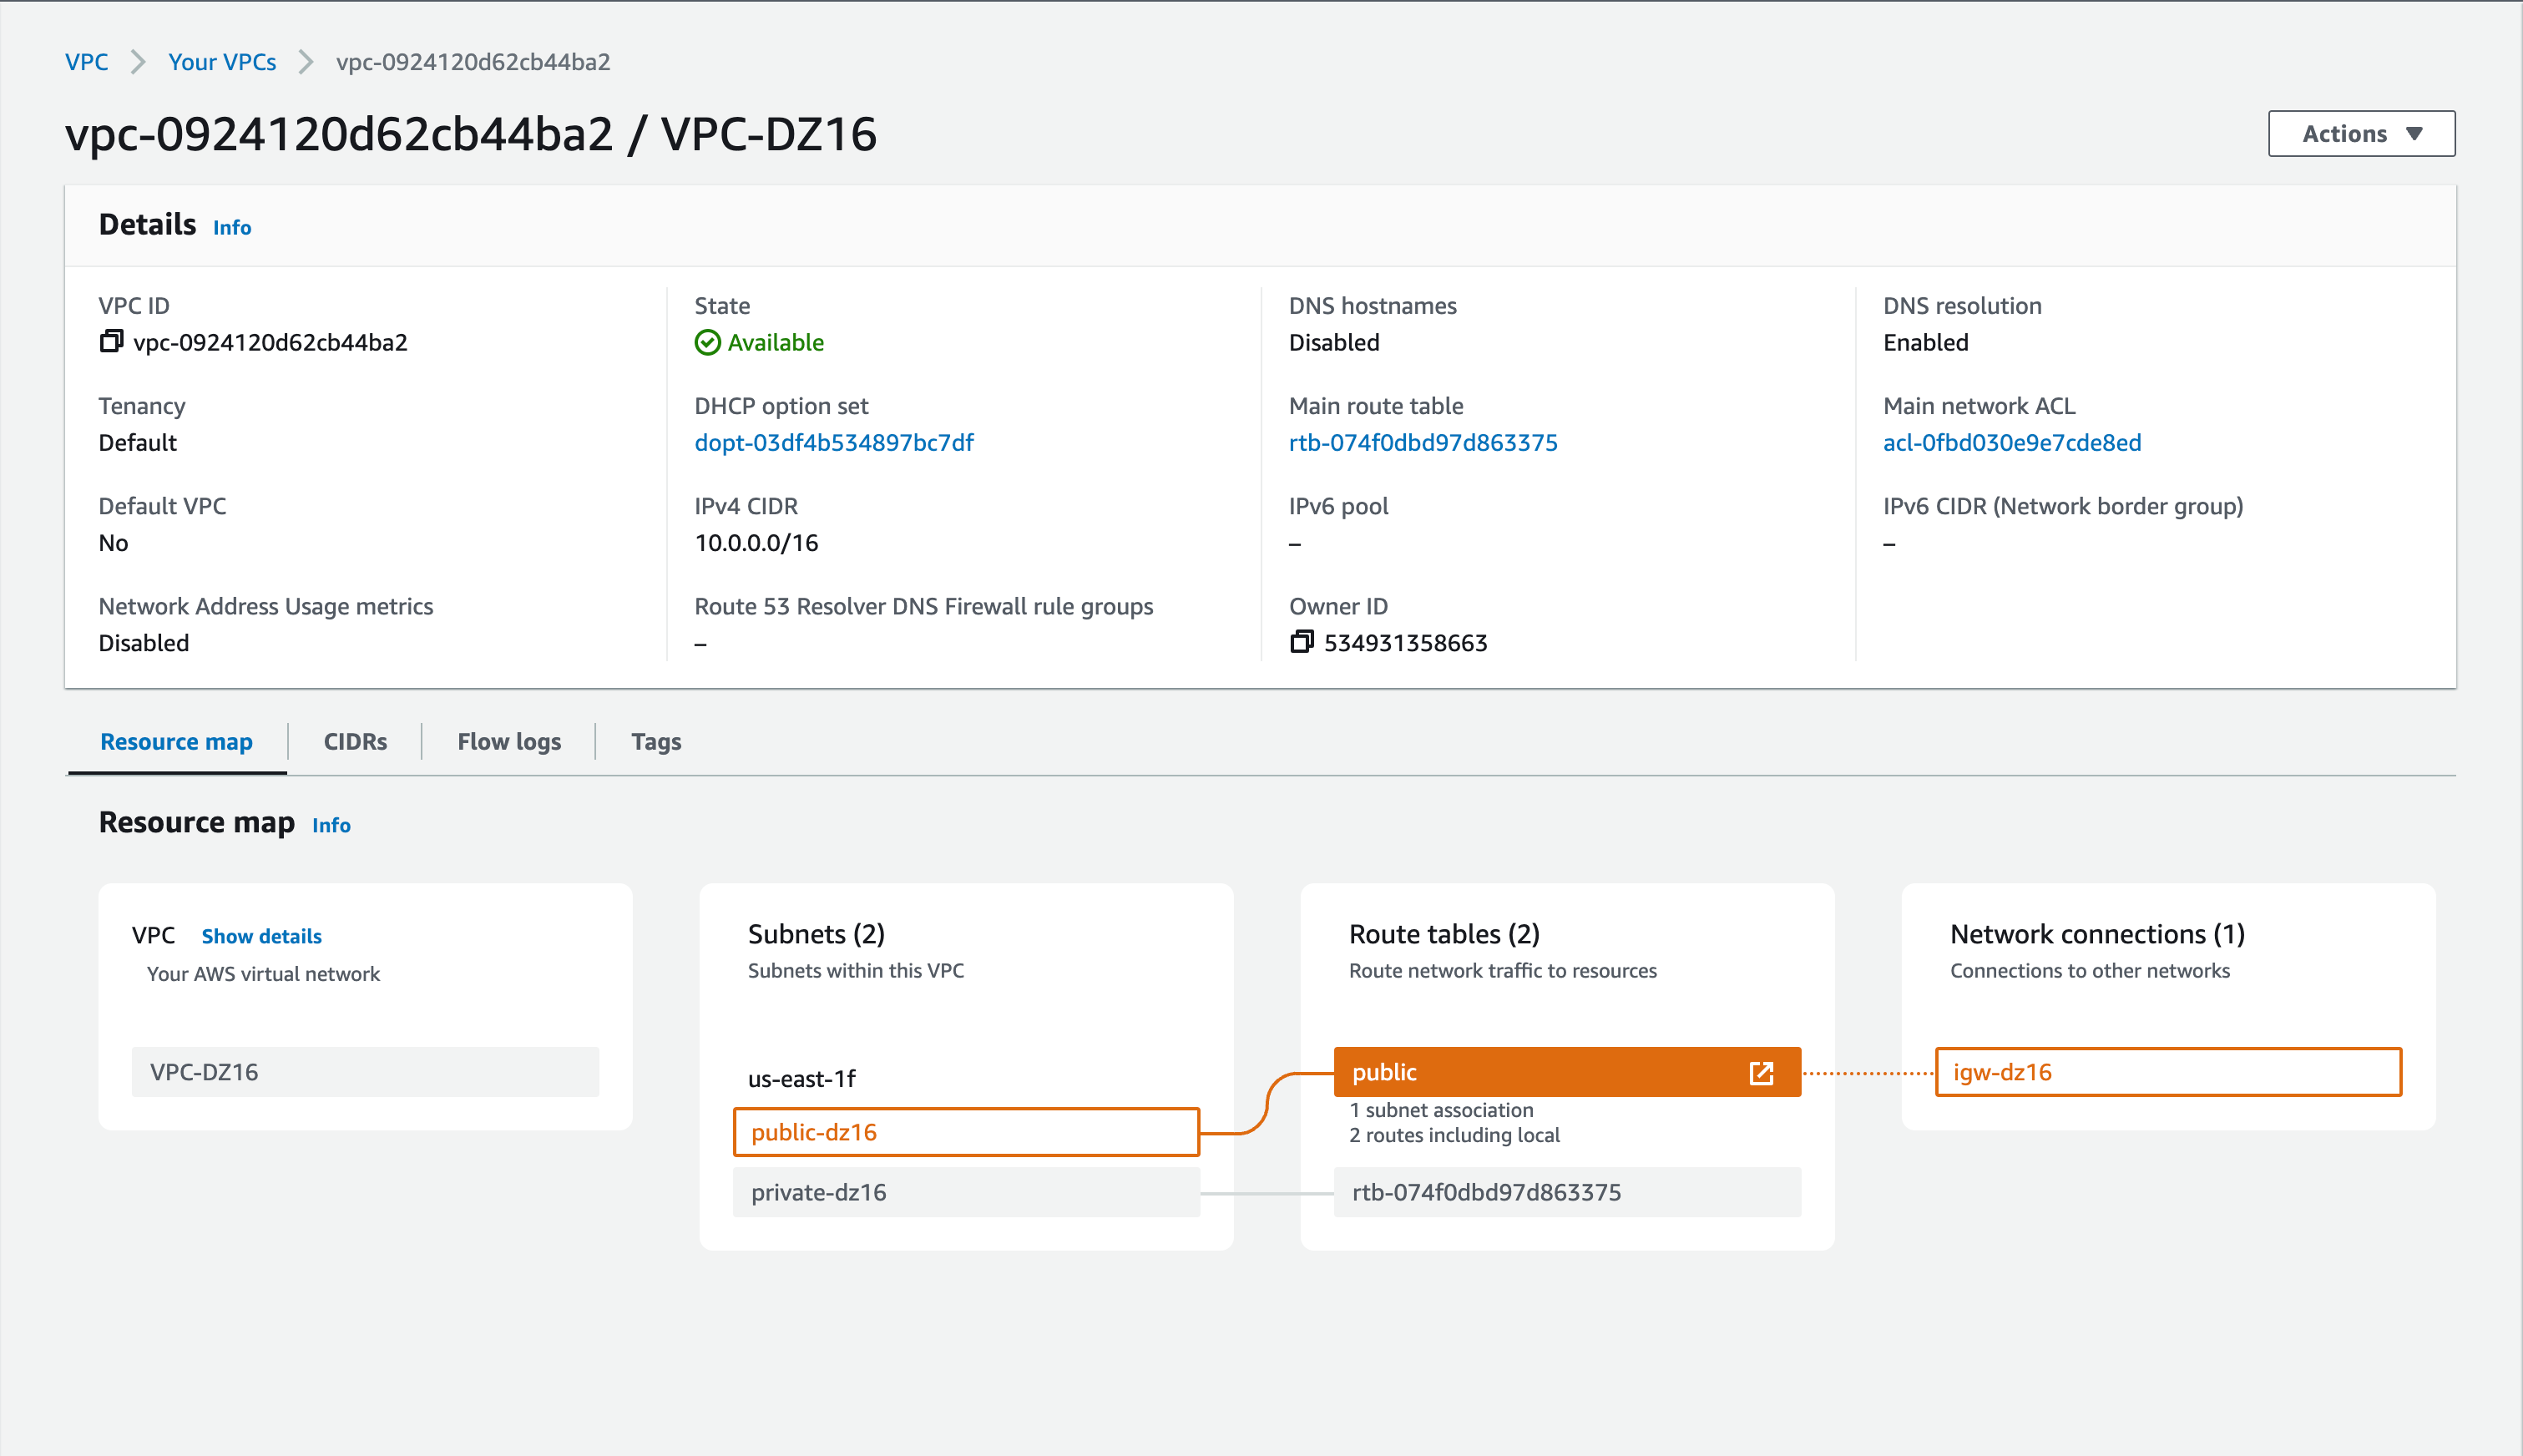 VPC > Your VPCs > vpc-0924120d62cb44ba2
vpc-0924120d62cb44ba2 / VPC-DZ16
Actions
Details Info
VPC ID
vpc-0924120d62cb44ba2
State
Available
DNS hostnames
Disabled
DNS resolution
Enabled
Tenancy
Default
DHCP option set
dopt-03df4b534897bc7df
Main route table
rtb-074f0dbd97d863375
Main network ACL
acl-0fbd030e9e7cde8ed
Default VPC
No
IPv4 CIDR
10.0.0.0/16
IPv6 pool
–
IPv6 CIDR (Network border group)
–
Network Address Usage metrics
Disabled
Route 53 Resolver DNS Firewall rule groups
–
Owner ID
534931358663
Resource map
CIDRs
Flow logs
Tags
Resource map Info
VPC Show details
Your AWS virtual network
VPC-DZ16
Subnets (2)
Subnets within this VPC
us-east-1f
public-dz16
private-dz16
Route tables (2)
Route network traffic to resources
public
1 subnet association
2 routes including local
rtb-074f0dbd97d863375
Network connections (1)
Connections to other networks
igw-dz16